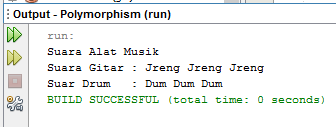 Output - Polymorphism (run)
run:
Suara Alat Musik
Suara Gitar : Jreng Jreng Jreng
Suar Drum   : Dum Dum Dum
BUILD SUCCESSFUL (total time: 0 seconds)